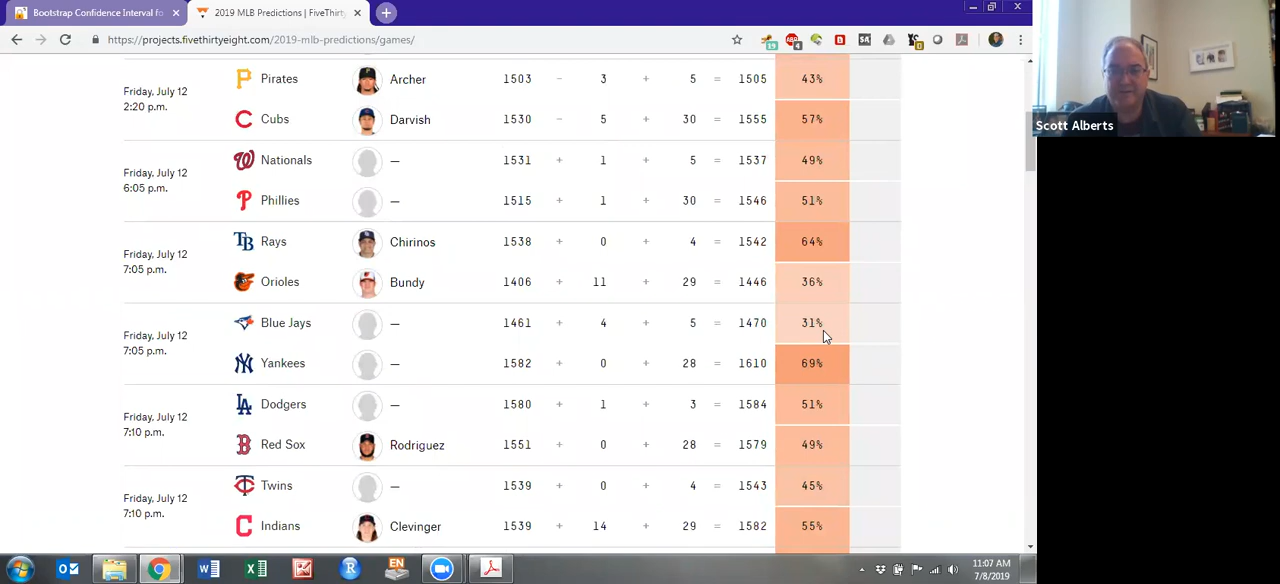 Bootstrap Confidence Interval fo
2019 MLB Predictions | FiveThirty
https://projects.fivethirtyeight.com/2019-mlb-predictions/games/
Scott Alberts
Friday, July 12
2:20 p.m.
Pirates Archer 1503 − 3 + 5 = 1505 43%
Cubs Darvish 1530 − 5 + 30 = 1555 57%
Friday, July 12
6:05 p.m.
Nationals — 1531 + 1 + 5 = 1537 49%
Phillies — 1515 + 1 + 30 = 1546 51%
Friday, July 12
7:05 p.m.
Rays Chirinos 1538 + 0 + 4 = 1542 64%
Orioles Bundy 1406 + 11 + 29 = 1446 36%
Friday, July 12
7:05 p.m.
Blue Jays — 1461 + 4 + 5 = 1470 31%
Yankees — 1582 + 0 + 28 = 1610 69%
Friday, July 12
7:10 p.m.
Dodgers — 1580 + 1 + 3 = 1584 51%
Red Sox Rodriguez 1551 + 0 + 28 = 1579 49%
Friday, July 12
7:10 p.m.
Twins — 1539 + 0 + 4 = 1543 45%
Indians Clevinger 1539 + 14 + 29 = 1582 55%
11:07 AM
7/8/2019